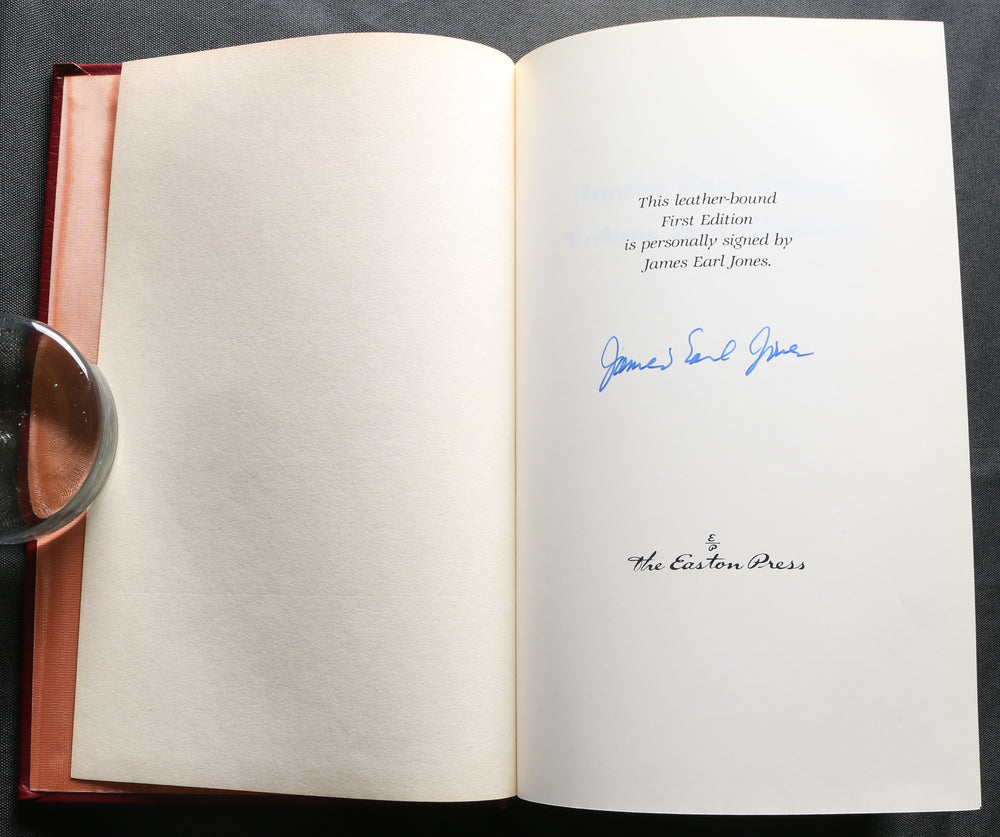 This leather-bound
First Edition
is personally signed by
James Earl Jones.
James Earl Jones
E
P
The Easton Press